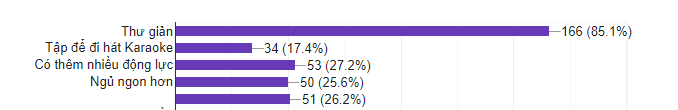 Thư giản 166 (85.1%)
Tập để đi hát Karaoke 34 (17.4%)
Có thêm nhiều động lực 53 (27.2%)
Ngủ ngon hơn 50 (25.6%)
51 (26.2%)